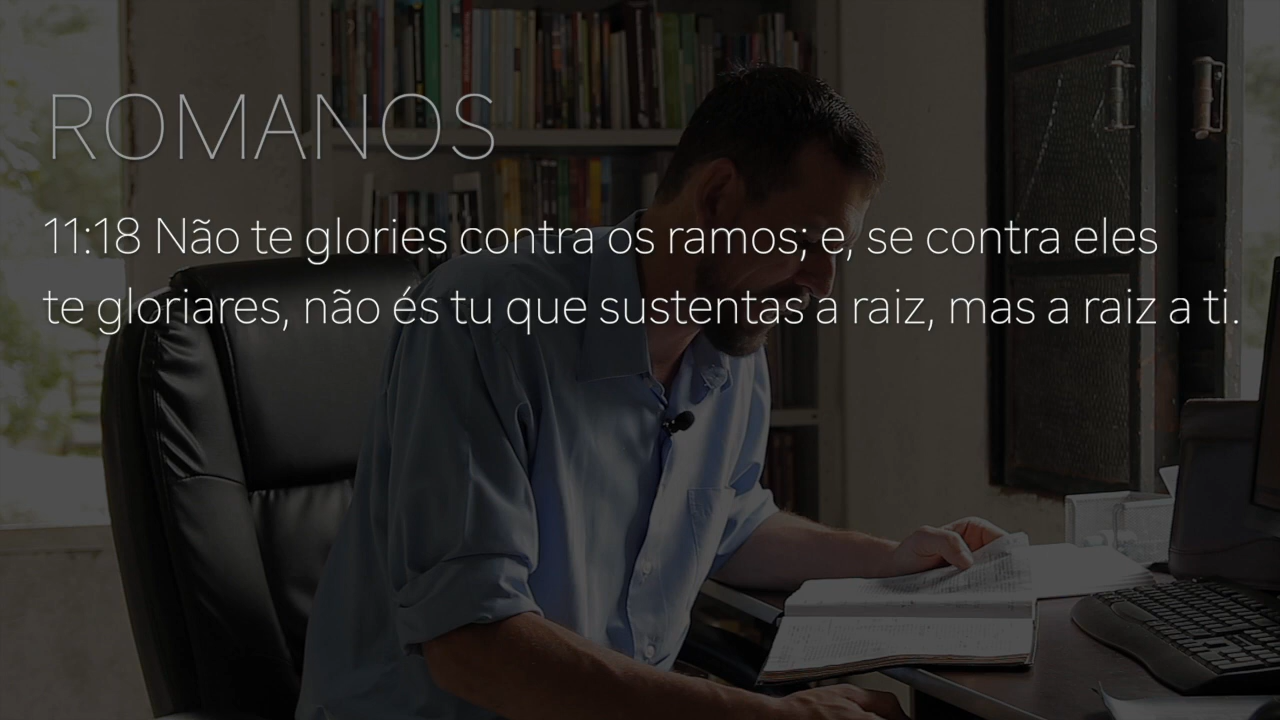 ROMANOS
11:18 Não te glories contra os ramos; e, se contra eles
te gloriares, não és tu que sustentas a raiz, mas a raiz a ti.